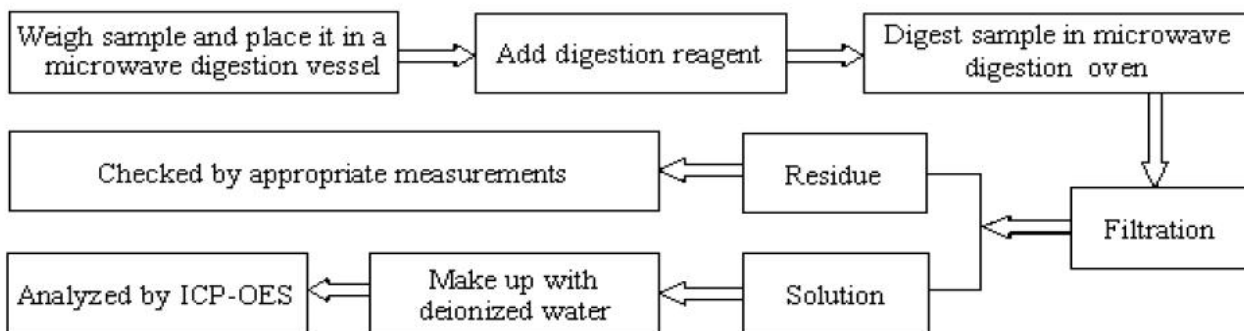 Weigh sample and place it in a
microwave digestion vessel
Add digestion reagent
Digest sample in microwave
digestion oven
Checked by appropriate measurements
Residue
Filtration
Analyzed by ICP-OES
Make up with
deionized water
Solution